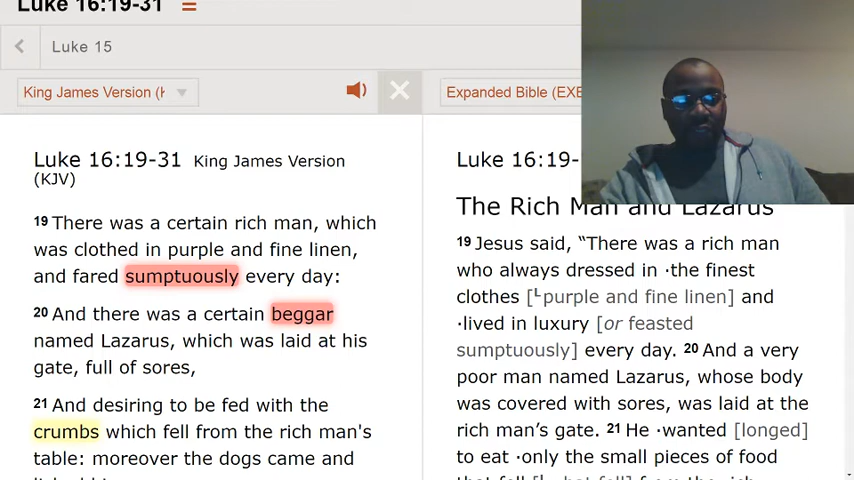 Luke 16:19-31
Luke 15
King James Version (
Expanded Bible (EXE
Luke 16:19-31 King James Version
(KJV)
19 There was a certain rich man, which
was clothed in purple and fine linen,
and fared sumptuously every day:
20 And there was a certain beggar
named Lazarus, which was laid at his
gate, full of sores,
21 And desiring to be fed with the
crumbs which fell from the rich man's
table: moreover the dogs came and
Luke 16:19-
The Rich Man and Lazarus
19 Jesus said, “There was a rich man
who always dressed in ·the finest
clothes [Lpurple and fine linen] and
·lived in luxury [or feasted
sumptuously] every day. 20 And a very
poor man named Lazarus, whose body
was covered with sores, was laid at the
rich man’s gate. 21 He ·wanted [longed]
to eat ·only the small pieces of food